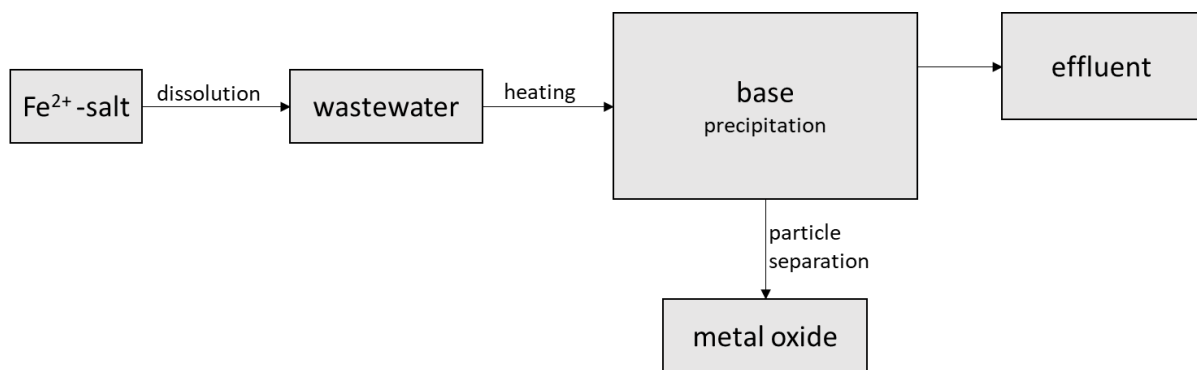 Fe²⁺ -salt
dissolution
wastewater
heating
base
precipitation
effluent
particle
separation
metal oxide